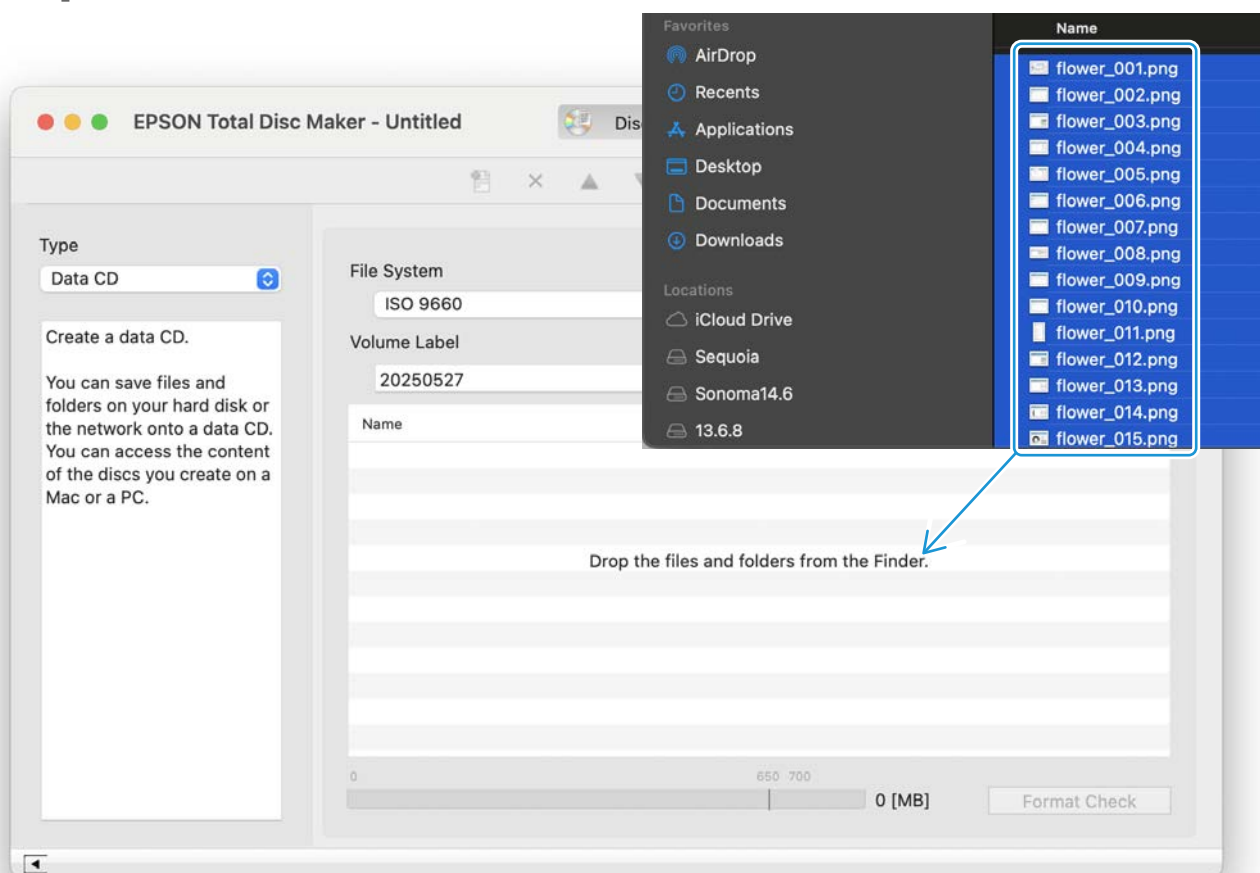 EPSON Total Disc Maker - Untitled
Type
Data CD
Create a data CD.
You can save files and
folders on your hard disk or
the network onto a data CD.
You can access the content
of the discs you create on a
Mac or a PC.
File System
ISO 9660
Volume Label
20250527
Name
Drop the files and folders from the Finder.
0
650 700
0 [MB]
Format Check
Favorites
AirDrop
Recents
Applications
Desktop
Documents
Downloads
Locations
iCloud Drive
Sequoia
Sonoma14.6
13.6.8
Name
flower_001.png
flower_002.png
flower_003.png
flower_004.png
flower_005.png
flower_006.png
flower_007.png
flower_008.png
flower_009.png
flower_010.png
flower_011.png
flower_012.png
flower_013.png
flower_014.png
flower_015.png